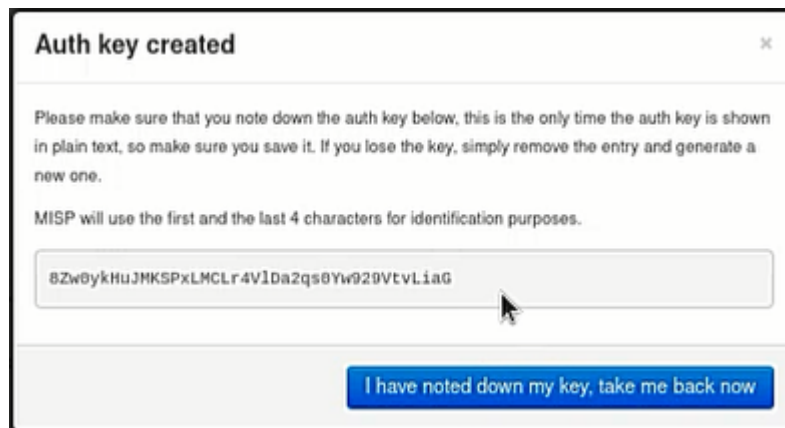 Auth key created
×
Please make sure that you note down the auth key below, this is the only time the auth key is shown
in plain text, so make sure you save it. If you lose the key, simply remove the entry and generate a
new one.
MISP will use the first and the last 4 characters for identification purposes.
8Zw0ykHuJMKSPxLMCLr4VlDa2qs0Yw929VtvLiaG
I have noted down my key, take me back now